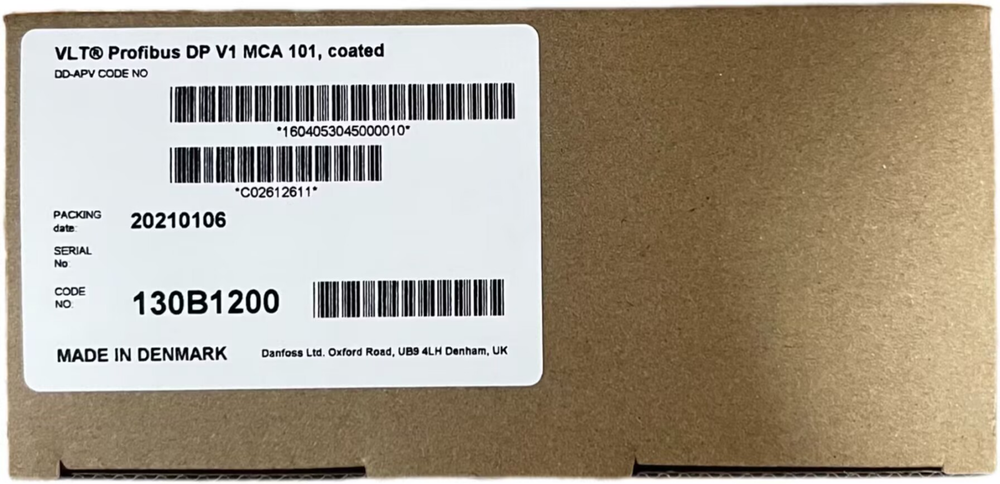 VLT® Profibus DP V1 MCA 101, coated
DD-APV CODE NO
*1604053045000010*
*C02612611*
PACKING date: 20210106
SERIAL No:
CODE NO: 130B1200
MADE IN DENMARK Danfoss Ltd. Oxford Road, UB9 4LH Denham, UK